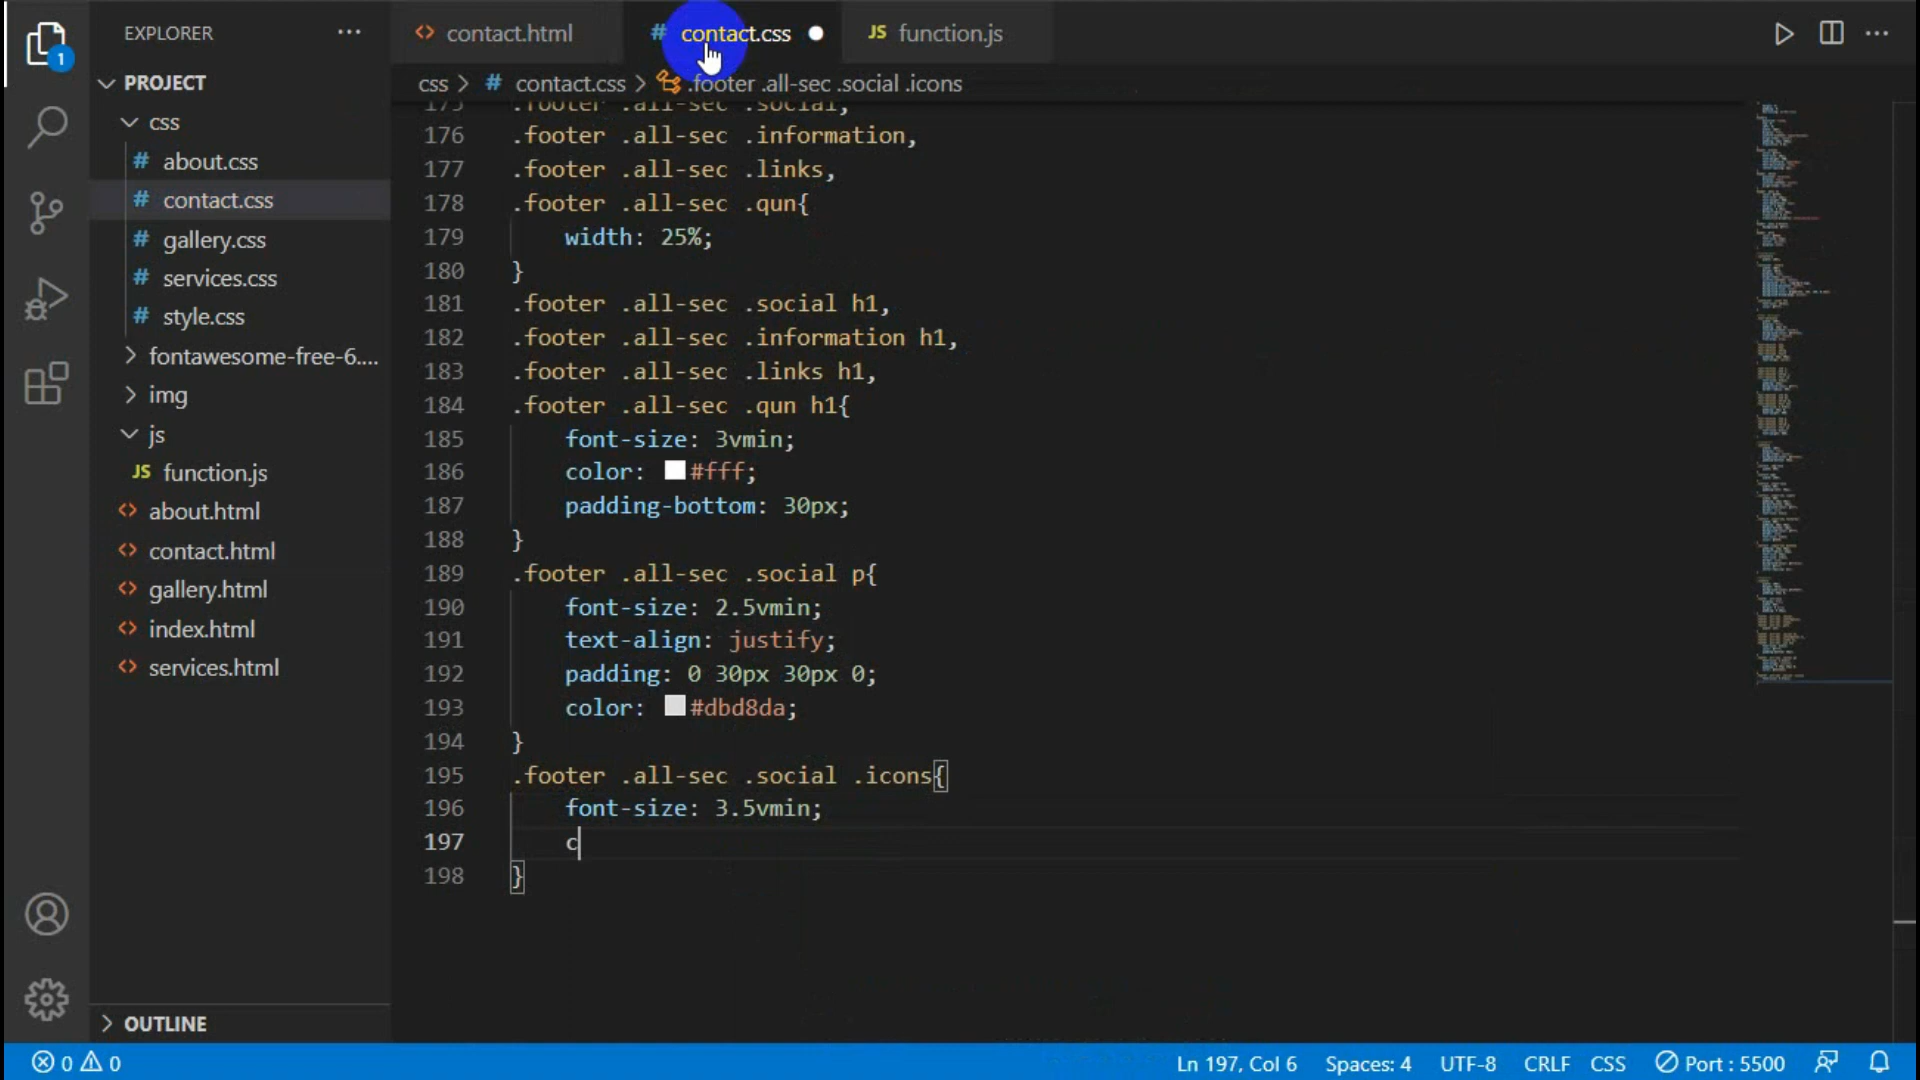 EXPLORER
PROJECT
css
# about.css
# contact.css
# gallery.css
# services.css
# style.css
fontawesome-free-6....
img
js
JS function.js
<> about.html
<> contact.html
<> gallery.html
<> index.html
<> services.html
OUTLINE
1
<> contact.html
# contact.css
JS function.js
css > # contact.css > .footer .all-sec .social .icons
175 .footer .all-sec .social,
176 .footer .all-sec .information,
177 .footer .all-sec .links,
178 .footer .all-sec .qun{
179 width: 25%;
180 }
181 .footer .all-sec .social h1,
182 .footer .all-sec .information h1,
183 .footer .all-sec .links h1,
184 .footer .all-sec .qun h1{
185 font-size: 3vmin;
186 color: #fff;
187 padding-bottom: 30px;
188 }
189 .footer .all-sec .social p{
190 font-size: 2.5vmin;
191 text-align: justify;
192 padding: 0 30px 30px 0;
193 color: #dbd8da;
194 }
195 .footer .all-sec .social .icons{
196 font-size: 3.5vmin;
197 c
198 }
0 0
Ln 197, Col 6
Spaces: 4
UTF-8
CRLF
CSS
Port : 5500